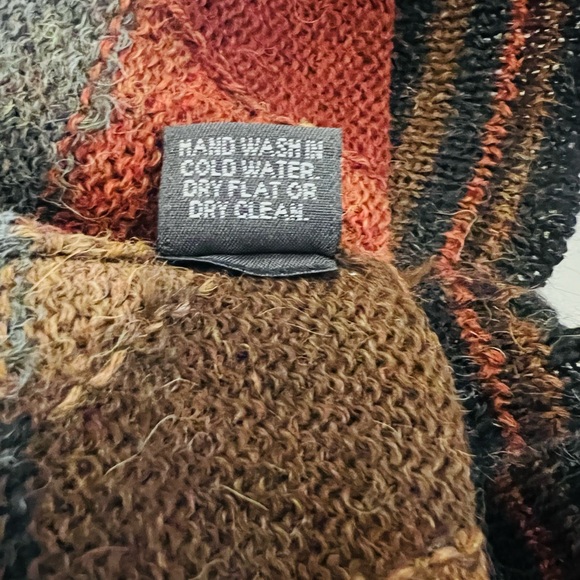 HAND WASH IN
COLD WATER.
DRY FLAT OR
DRY CLEAN.